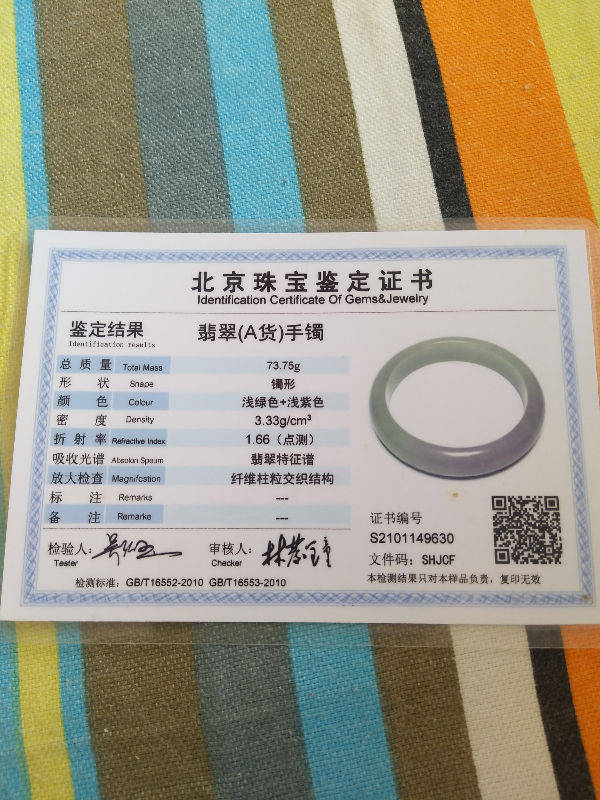 北京珠宝鉴定证书
Identification Certificate Of Gems&Jewelry
鉴定结果 翡翠(A货)手镯
Identification results
总质量 Total Mass 73.75g
形状 Shape 镯形
颜色 Colour 浅绿色+浅紫色
密度 Density 3.33g/cm³
折射率 Refractive Index 1.66（点测）
吸收光谱 Absolon Speum 翡翠特征谱
放大检查 Magnifcstion 纤维柱粒交织结构
标注 Remarks ---
备注 Remarke ---
证书编号
S2101149630
文件码：SHJCF
检验人： 审核人：
Tester Checker
本检测结果只对本样品负责，复印无效
检测标准：GB/T16552-2010 GB/T16553-2010